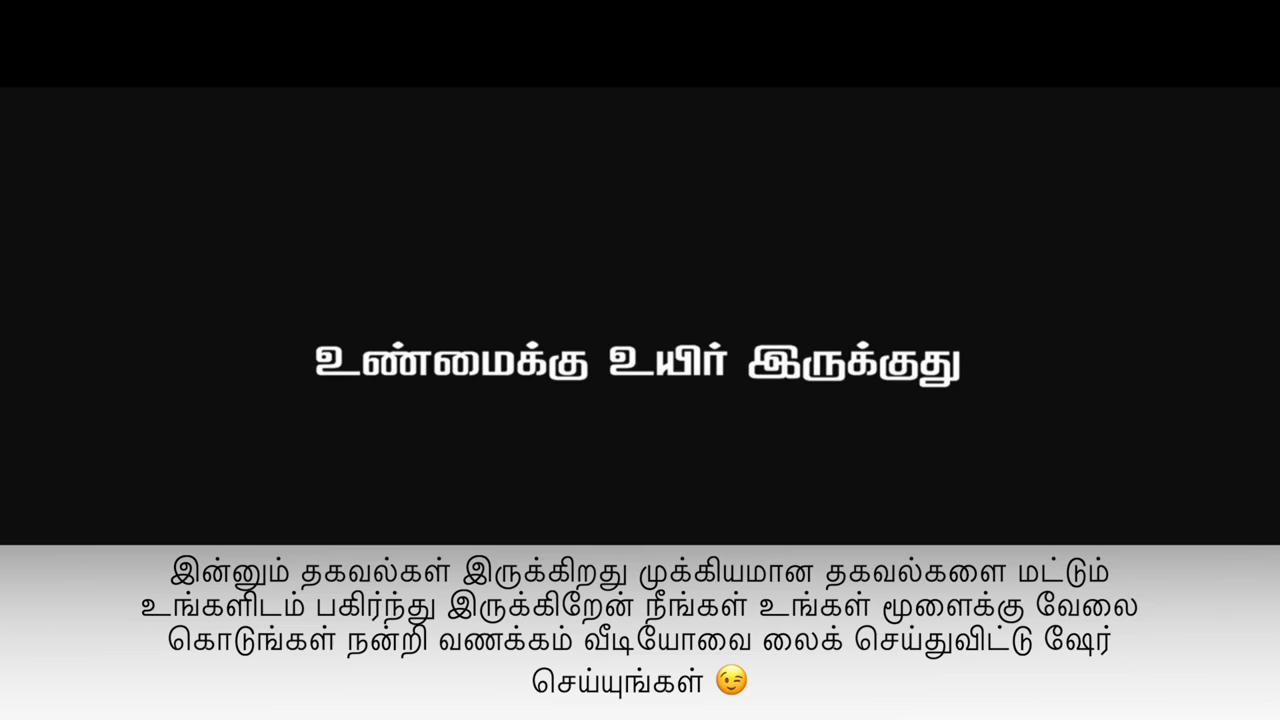 உண்மைக்கு உயிர் இருக்குது
இன்னும் தகவல்கள் இருக்கிறது முக்கியமான தகவல்களை மட்டும்
உங்களிடம் பகிர்ந்து இருக்கிறேன் நீங்கள் உங்கள் மூளைக்கு வேலை
கொடுங்கள் நன்றி வணக்கம் வீடியோவை லைக் செய்துவிட்டு ஷேர்
செய்யுங்கள் 😉